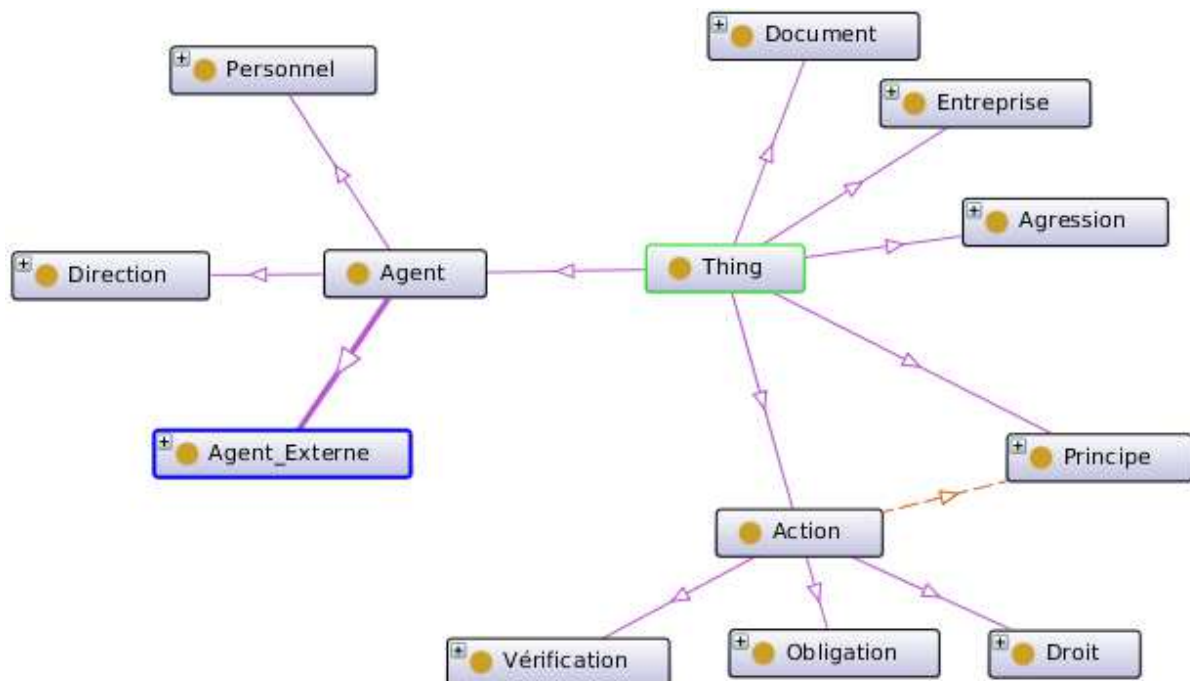 Document
Personnel
Entreprise
Agression
Thing
Agent
Direction
Agent_Externe
Principe
Action
Vérification
Obligation
Droit